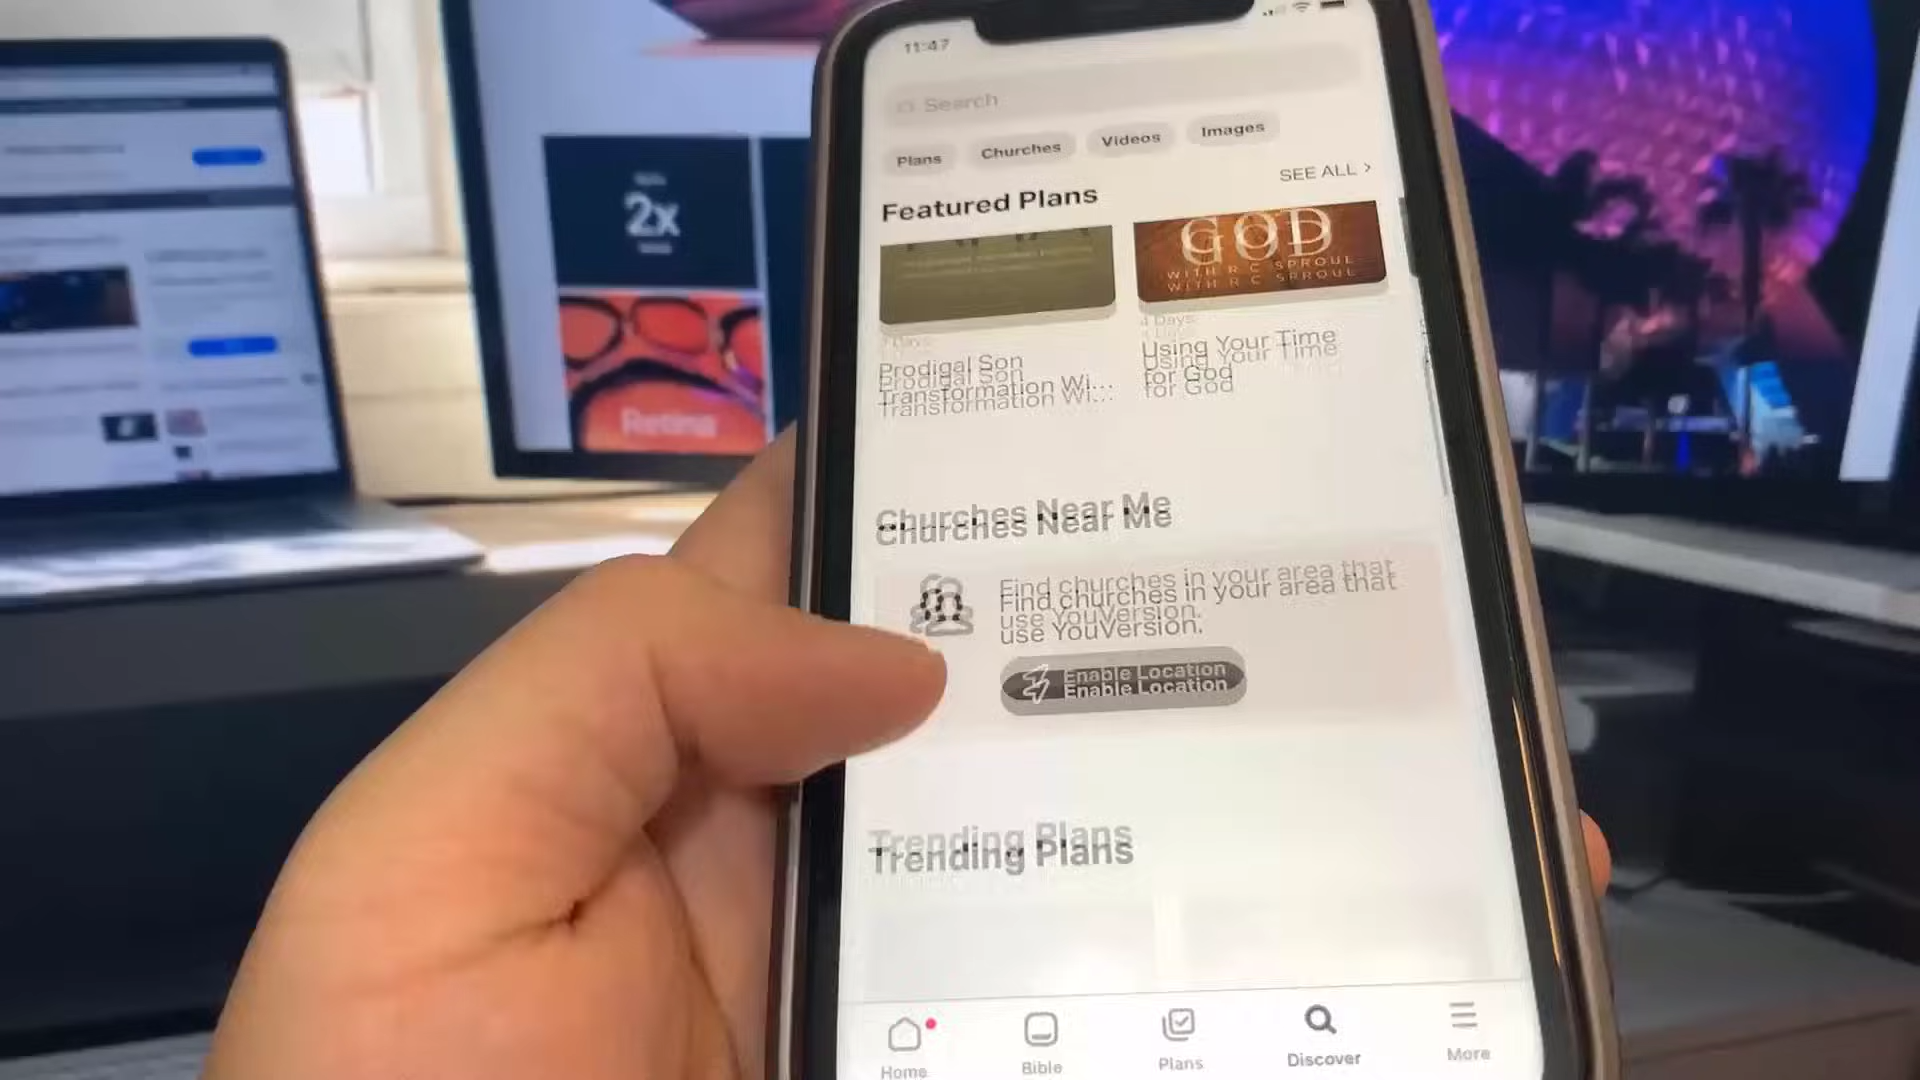 11:47
Search
Plans
Churches
Videos
Images
Featured Plans
SEE ALL >
GOD
WITH R C SPROUL
4 Days
Prodigal Son
Transformation Wi...
Using Your Time
for God
Churches Near Me
Find churches in your area that
use YouVersion.
Enable Location
Trending Plans
Home
Bible
Plans
Discover
More
2x
Retina